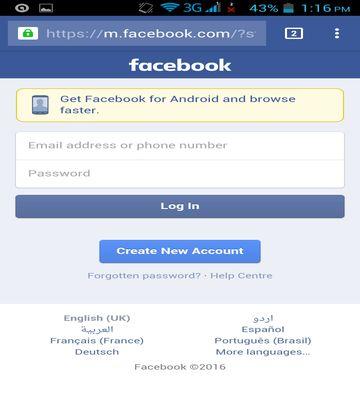 3G 43% 1:16 PM
https://m.facebook.com/?s 2
facebook
Get Facebook for Android and browse
faster.
Email address or phone number
Password
Log In
Create New Account
Forgotten password? · Help Centre
English (UK) اردو
العربية Español
Français (France) Português (Brasil)
Deutsch More languages...
Facebook ©2016